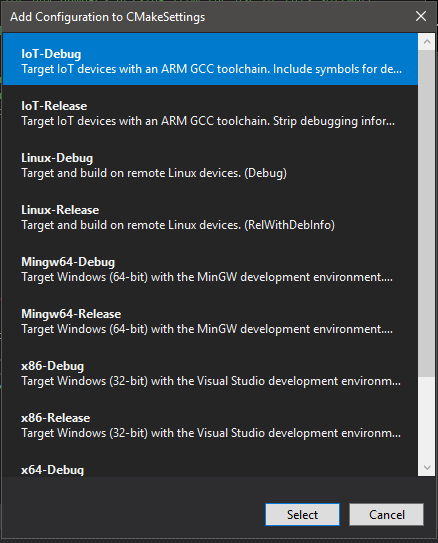 Add Configuration to CMakeSettings
IoT-Debug
Target IoT devices with an ARM GCC toolchain. Include symbols for de...
IoT-Release
Target IoT devices with an ARM GCC toolchain. Strip debugging infor...
Linux-Debug
Target and build on remote Linux devices. (Debug)
Linux-Release
Target and build on remote Linux devices. (RelWithDebInfo)
Mingw64-Debug
Target Windows (64-bit) with the MinGW development environment....
Mingw64-Release
Target Windows (64-bit) with the MinGW development environment....
x86-Debug
Target Windows (32-bit) with the Visual Studio development environm...
x86-Release
Target Windows (32-bit) with the Visual Studio development environm...
x64-Debug
Select
Cancel